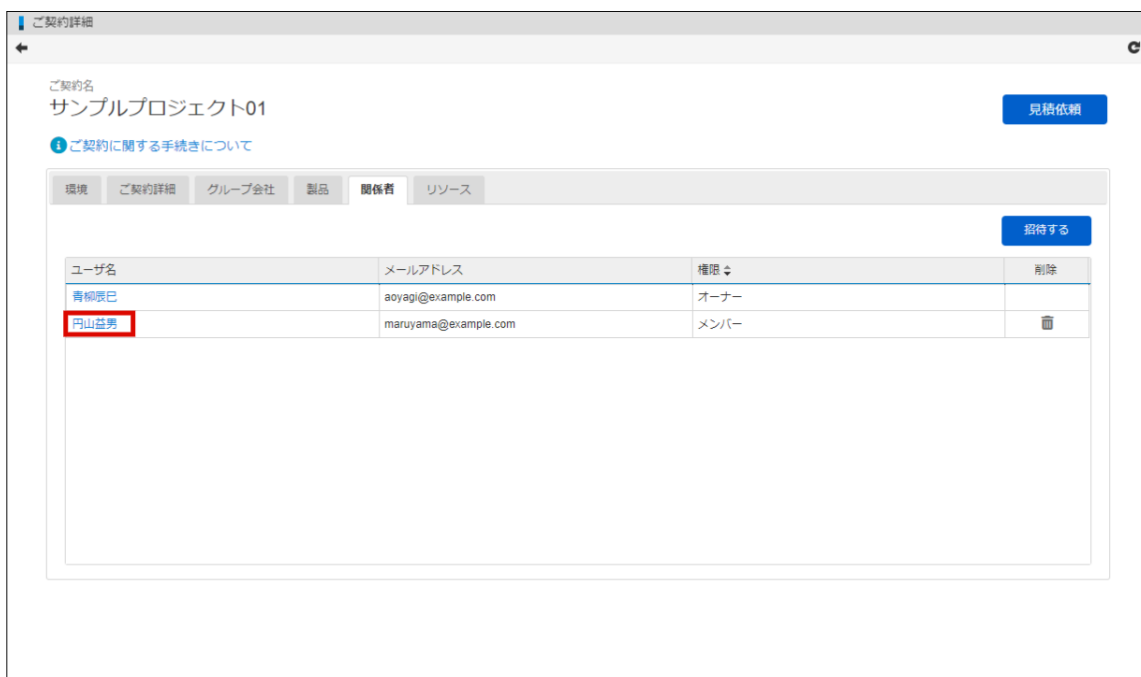 ご契約詳細
ご契約名
サンプルプロジェクト01
見積依頼
ご契約に関する手続きについて
環境 ご契約詳細 グループ会社 製品 関係者 リソース
招待する
ユーザ名 メールアドレス 権限 削除
青柳辰巳 aoyagi@example.com オーナー
円山益男 maruyama@example.com メンバー